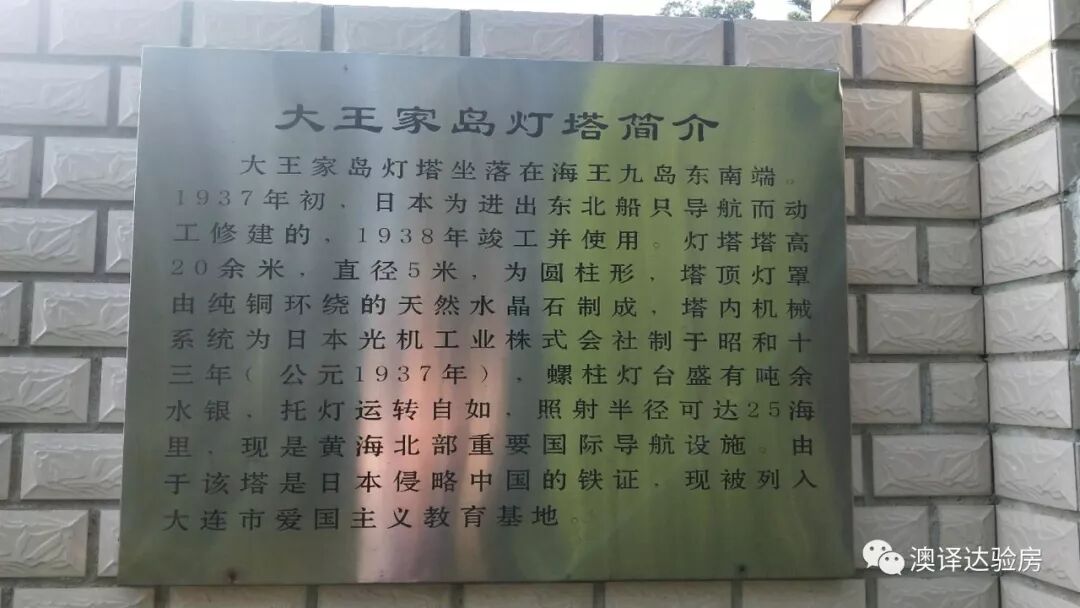 大王家岛灯塔简介
大王家岛灯塔坐落在海王九岛东南端。
1937年初，日本为进出东北船只导航而动
工修建的，1938年竣工并使用。灯塔塔高
20余米，直径5米，为圆柱形，塔顶灯罩
由纯铜环绕的天然水晶石制成，塔内机械
系统为日本光机工业株式会社制于昭和十
三年（公元1937年），螺柱灯台盛有吨余
水银，托灯运转自如，照射半径可达25海
里，现是黄海北部重要国际导航设施。由
于该塔是日本侵略中国的铁证，现被列入
大连市爱国主义教育基地。
澳译达验房